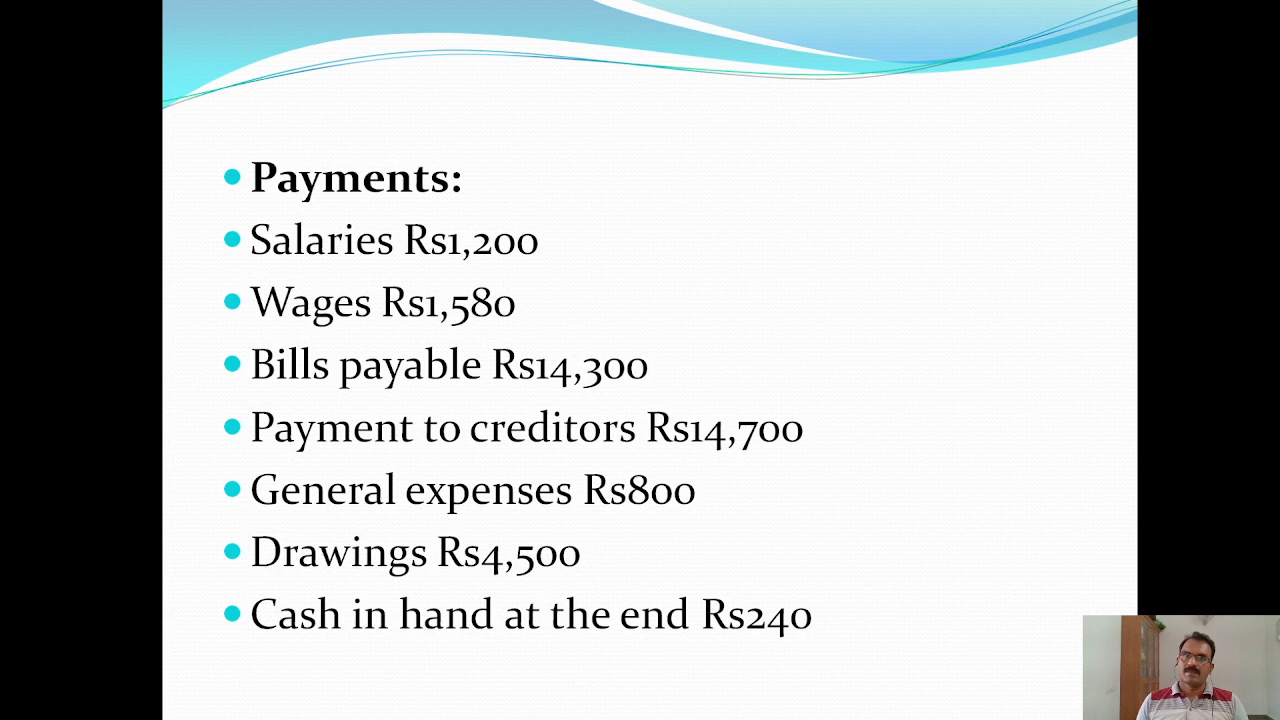 Payments:
Salaries Rs1,200
Wages Rs1,580
Bills payable Rs14,300
Payment to creditors Rs14,700
General expenses Rs800
Drawings Rs4,500
Cash in hand at the end Rs240